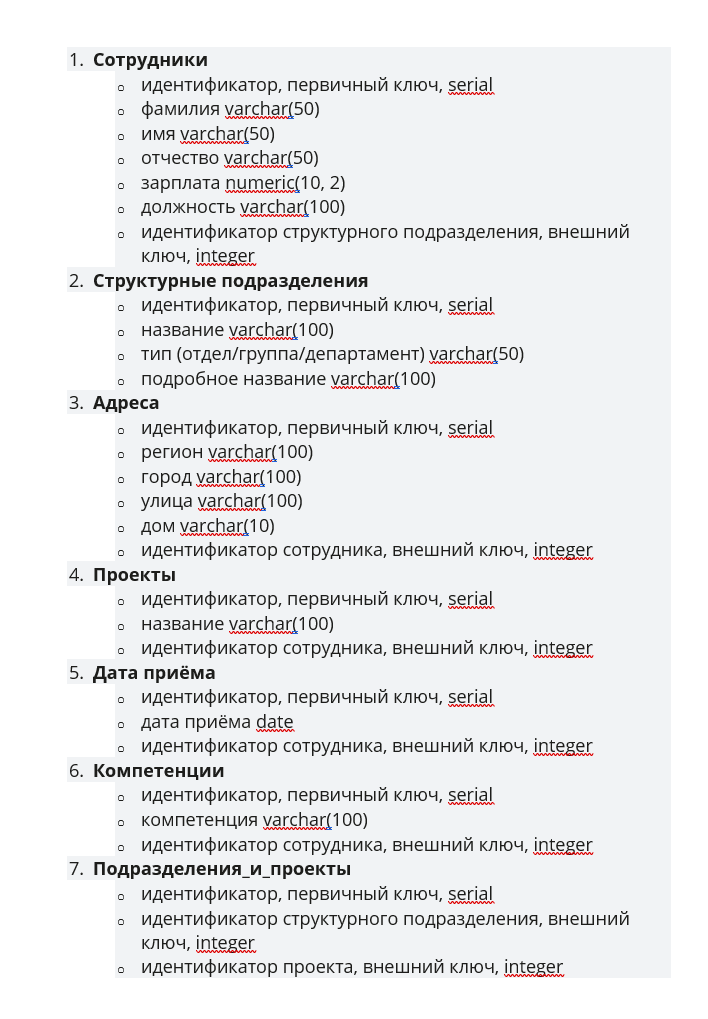 1. Сотрудники
o идентификатор, первичный ключ, serial
o фамилия varchar(50)
o имя varchar(50)
o отчество varchar(50)
o зарплата numeric(10, 2)
o должность varchar(100)
o идентификатор структурного подразделения, внешний
ключ, integer
2. Структурные подразделения
o идентификатор, первичный ключ, serial
o название varchar(100)
o тип (отдел/группа/департамент) varchar(50)
o подробное название varchar(100)
3. Адреса
o идентификатор, первичный ключ, serial
o регион varchar(100)
o город varchar(100)
o улица varchar(100)
o дом varchar(10)
o идентификатор сотрудника, внешний ключ, integer
4. Проекты
o идентификатор, первичный ключ, serial
o название varchar(100)
o идентификатор сотрудника, внешний ключ, integer
5. Дата приёма
o идентификатор, первичный ключ, serial
o дата приёма date
o идентификатор сотрудника, внешний ключ, integer
6. Компетенции
o идентификатор, первичный ключ, serial
o компетенция varchar(100)
o идентификатор сотрудника, внешний ключ, integer
7. Подразделения_и_проекты
o идентификатор, первичный ключ, serial
o идентификатор структурного подразделения, внешний
ключ, integer
o идентификатор проекта, внешний ключ, integer